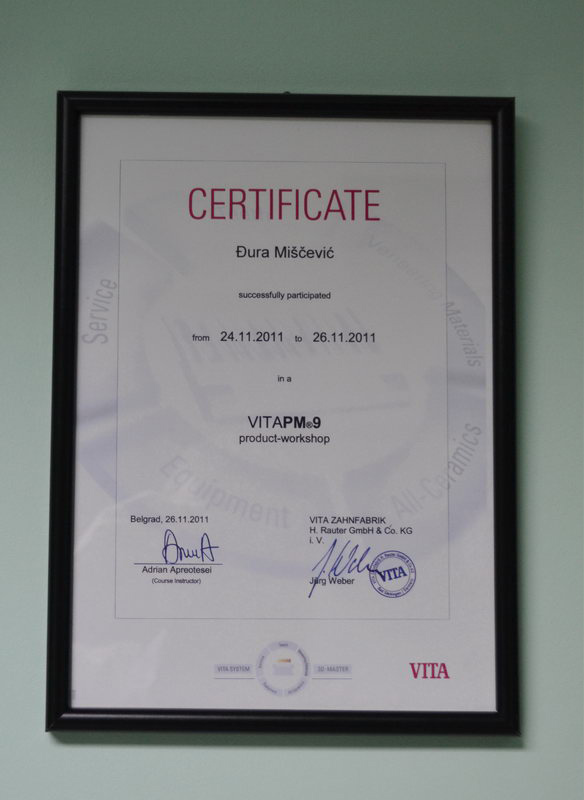 CERTIFICATE
Đura Miščević
successfully participated
from 24.11.2011 to 26.11.2011
in a
VITAPM®9
product-workshop
Service
Veneering Materials
Equipment
All-Ceramics
Belgrad, 26.11.2011
Adrian Apreotesei
(Course Instructor)
VITA ZAHNFABRIK
H. Rauter GmbH & Co. KG
i. V.
Jürg Weber
VITA
VITA SYSTEM
3D-MASTER
VITA